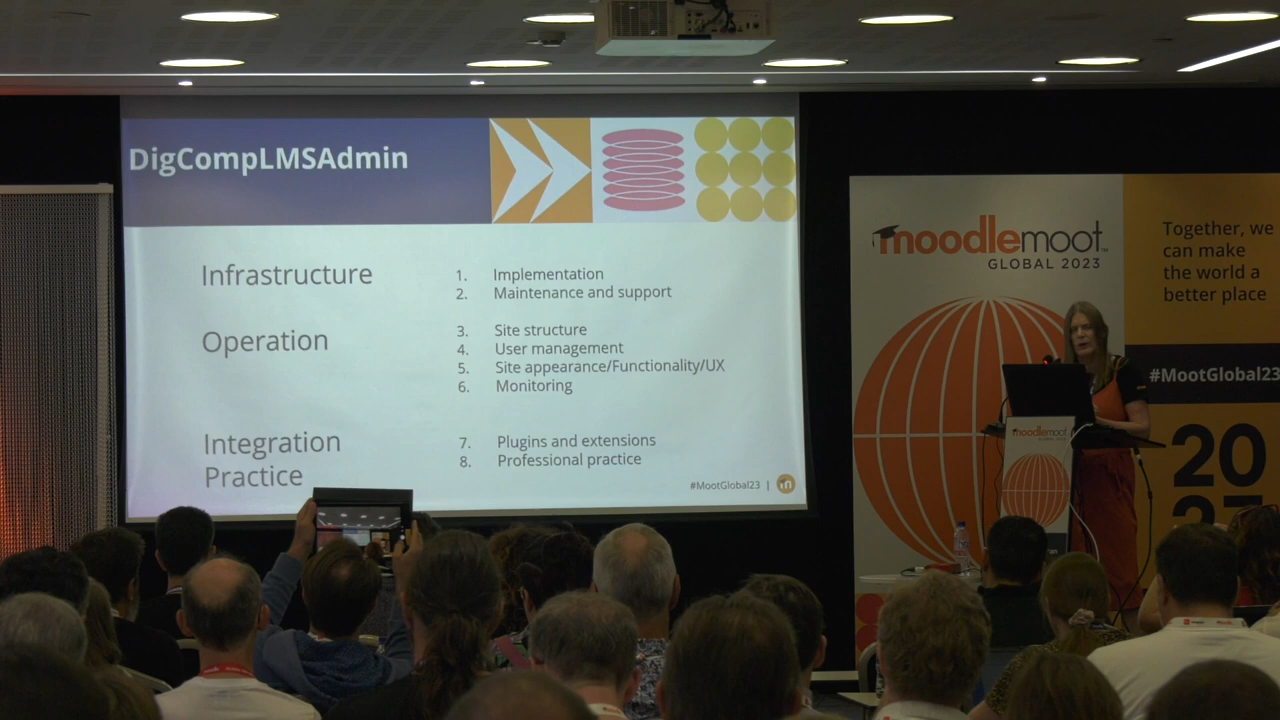 DigCompLMSAdmin
Infrastructure
1. Implementation
2. Maintenance and support
Operation
3. Site structure
4. User management
5. Site appearance/Functionality/UX
6. Monitoring
Integration
Practice
7. Plugins and extensions
8. Professional practice
#MootGlobal23 |
moodlemoot
GLOBAL 2023
Together, we
can make
the world a
better place
#MootGlobal23
20
23
moodlemoot